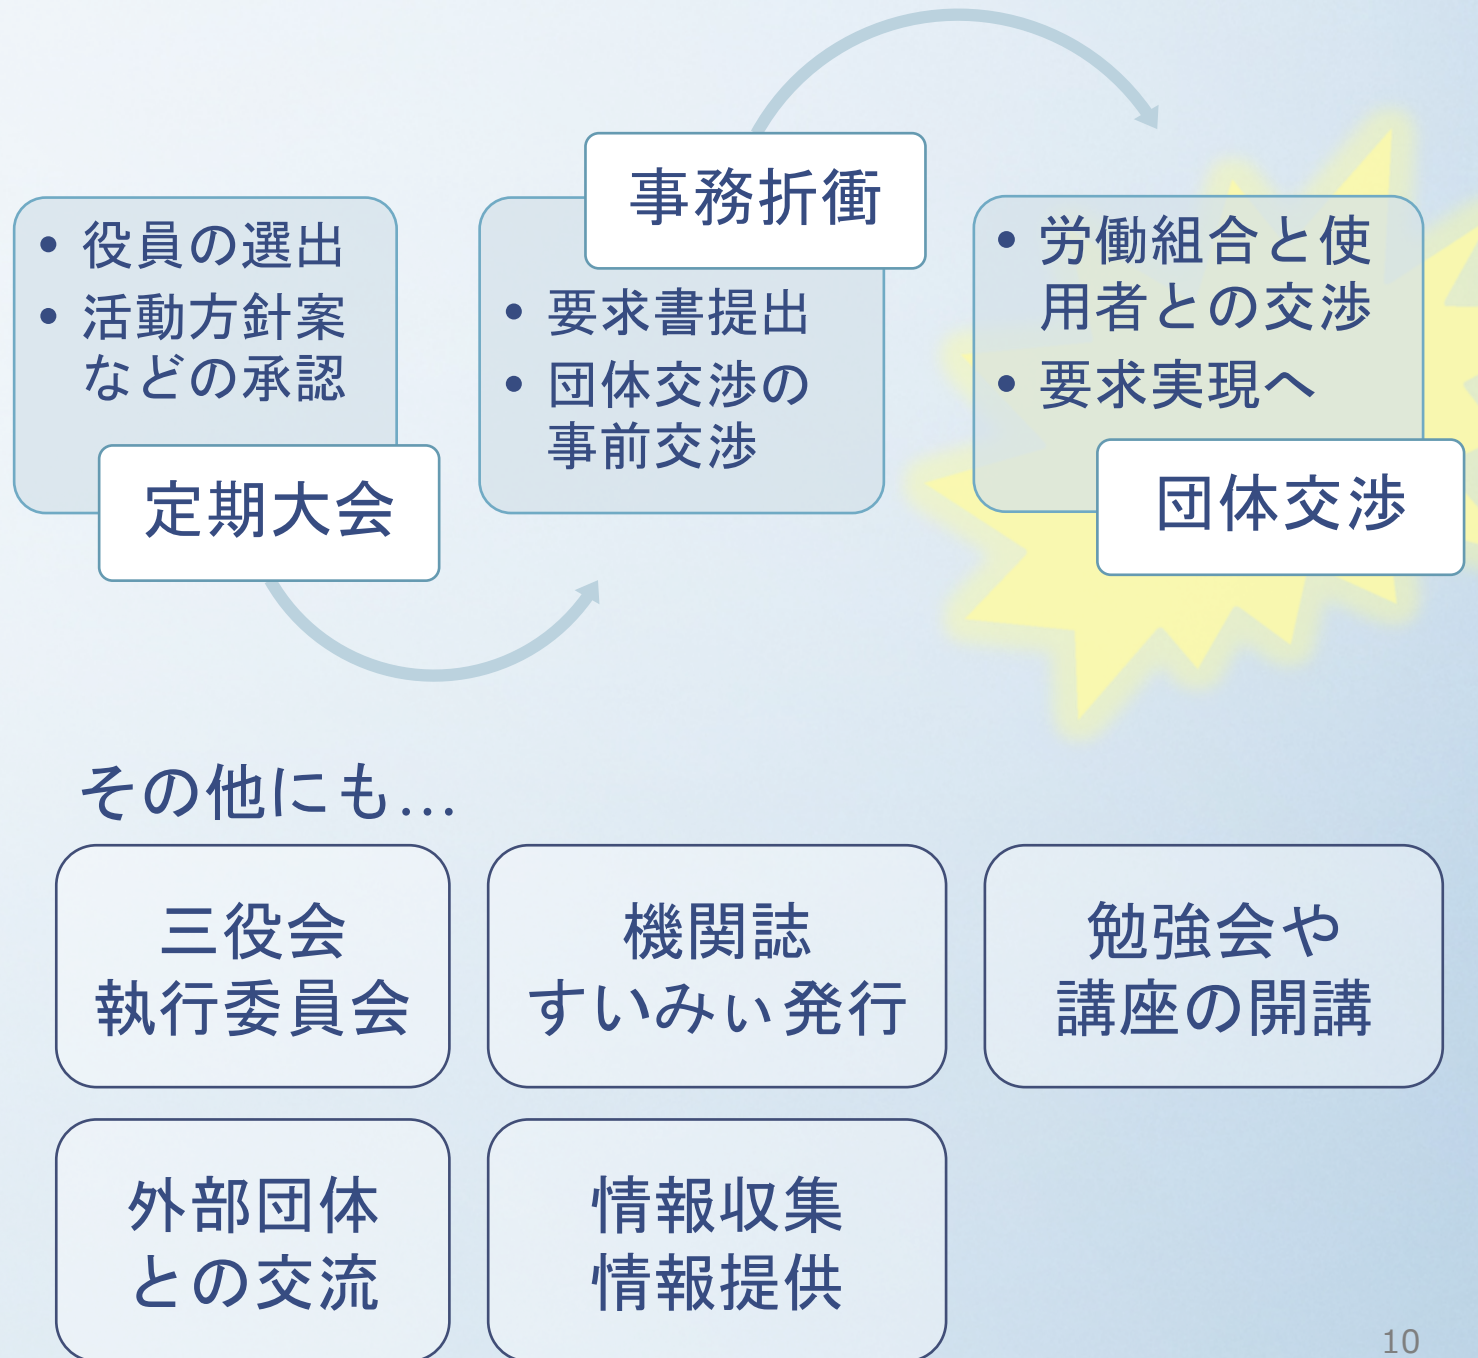 • 役員の選出
• 活動方針案
などの承認
定期大会
事務折衝
• 要求書提出
• 団体交渉の
事前交渉
• 労働組合と使
用者との交渉
• 要求実現へ
団体交渉
その他にも…
三役会
執行委員会
機関誌
すいみぃ発行
勉強会や
講座の開講
外部団体
との交流
情報収集
情報提供
10